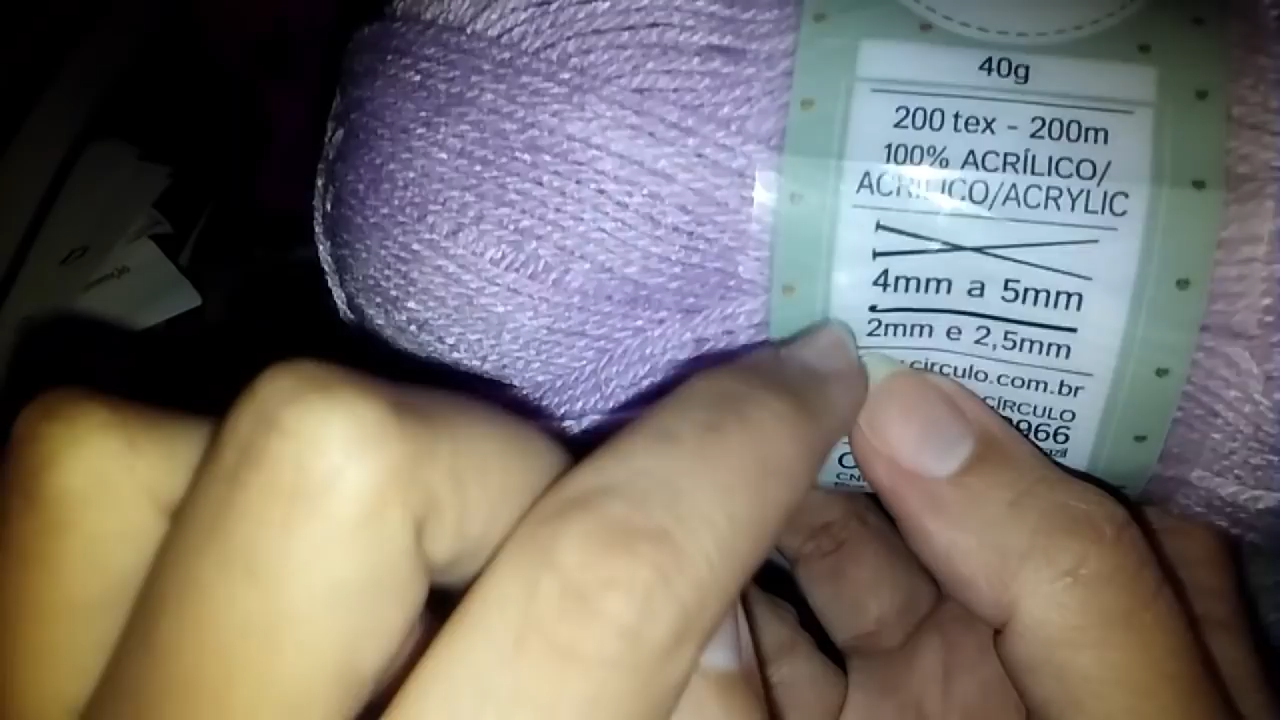 40g
200 tex - 200m
100% ACRÍLICO/
ACRÍLICO/ACRYLIC
4mm a 5mm
2mm e 2,5mm
circulo.com.br
CÍRCULO
966